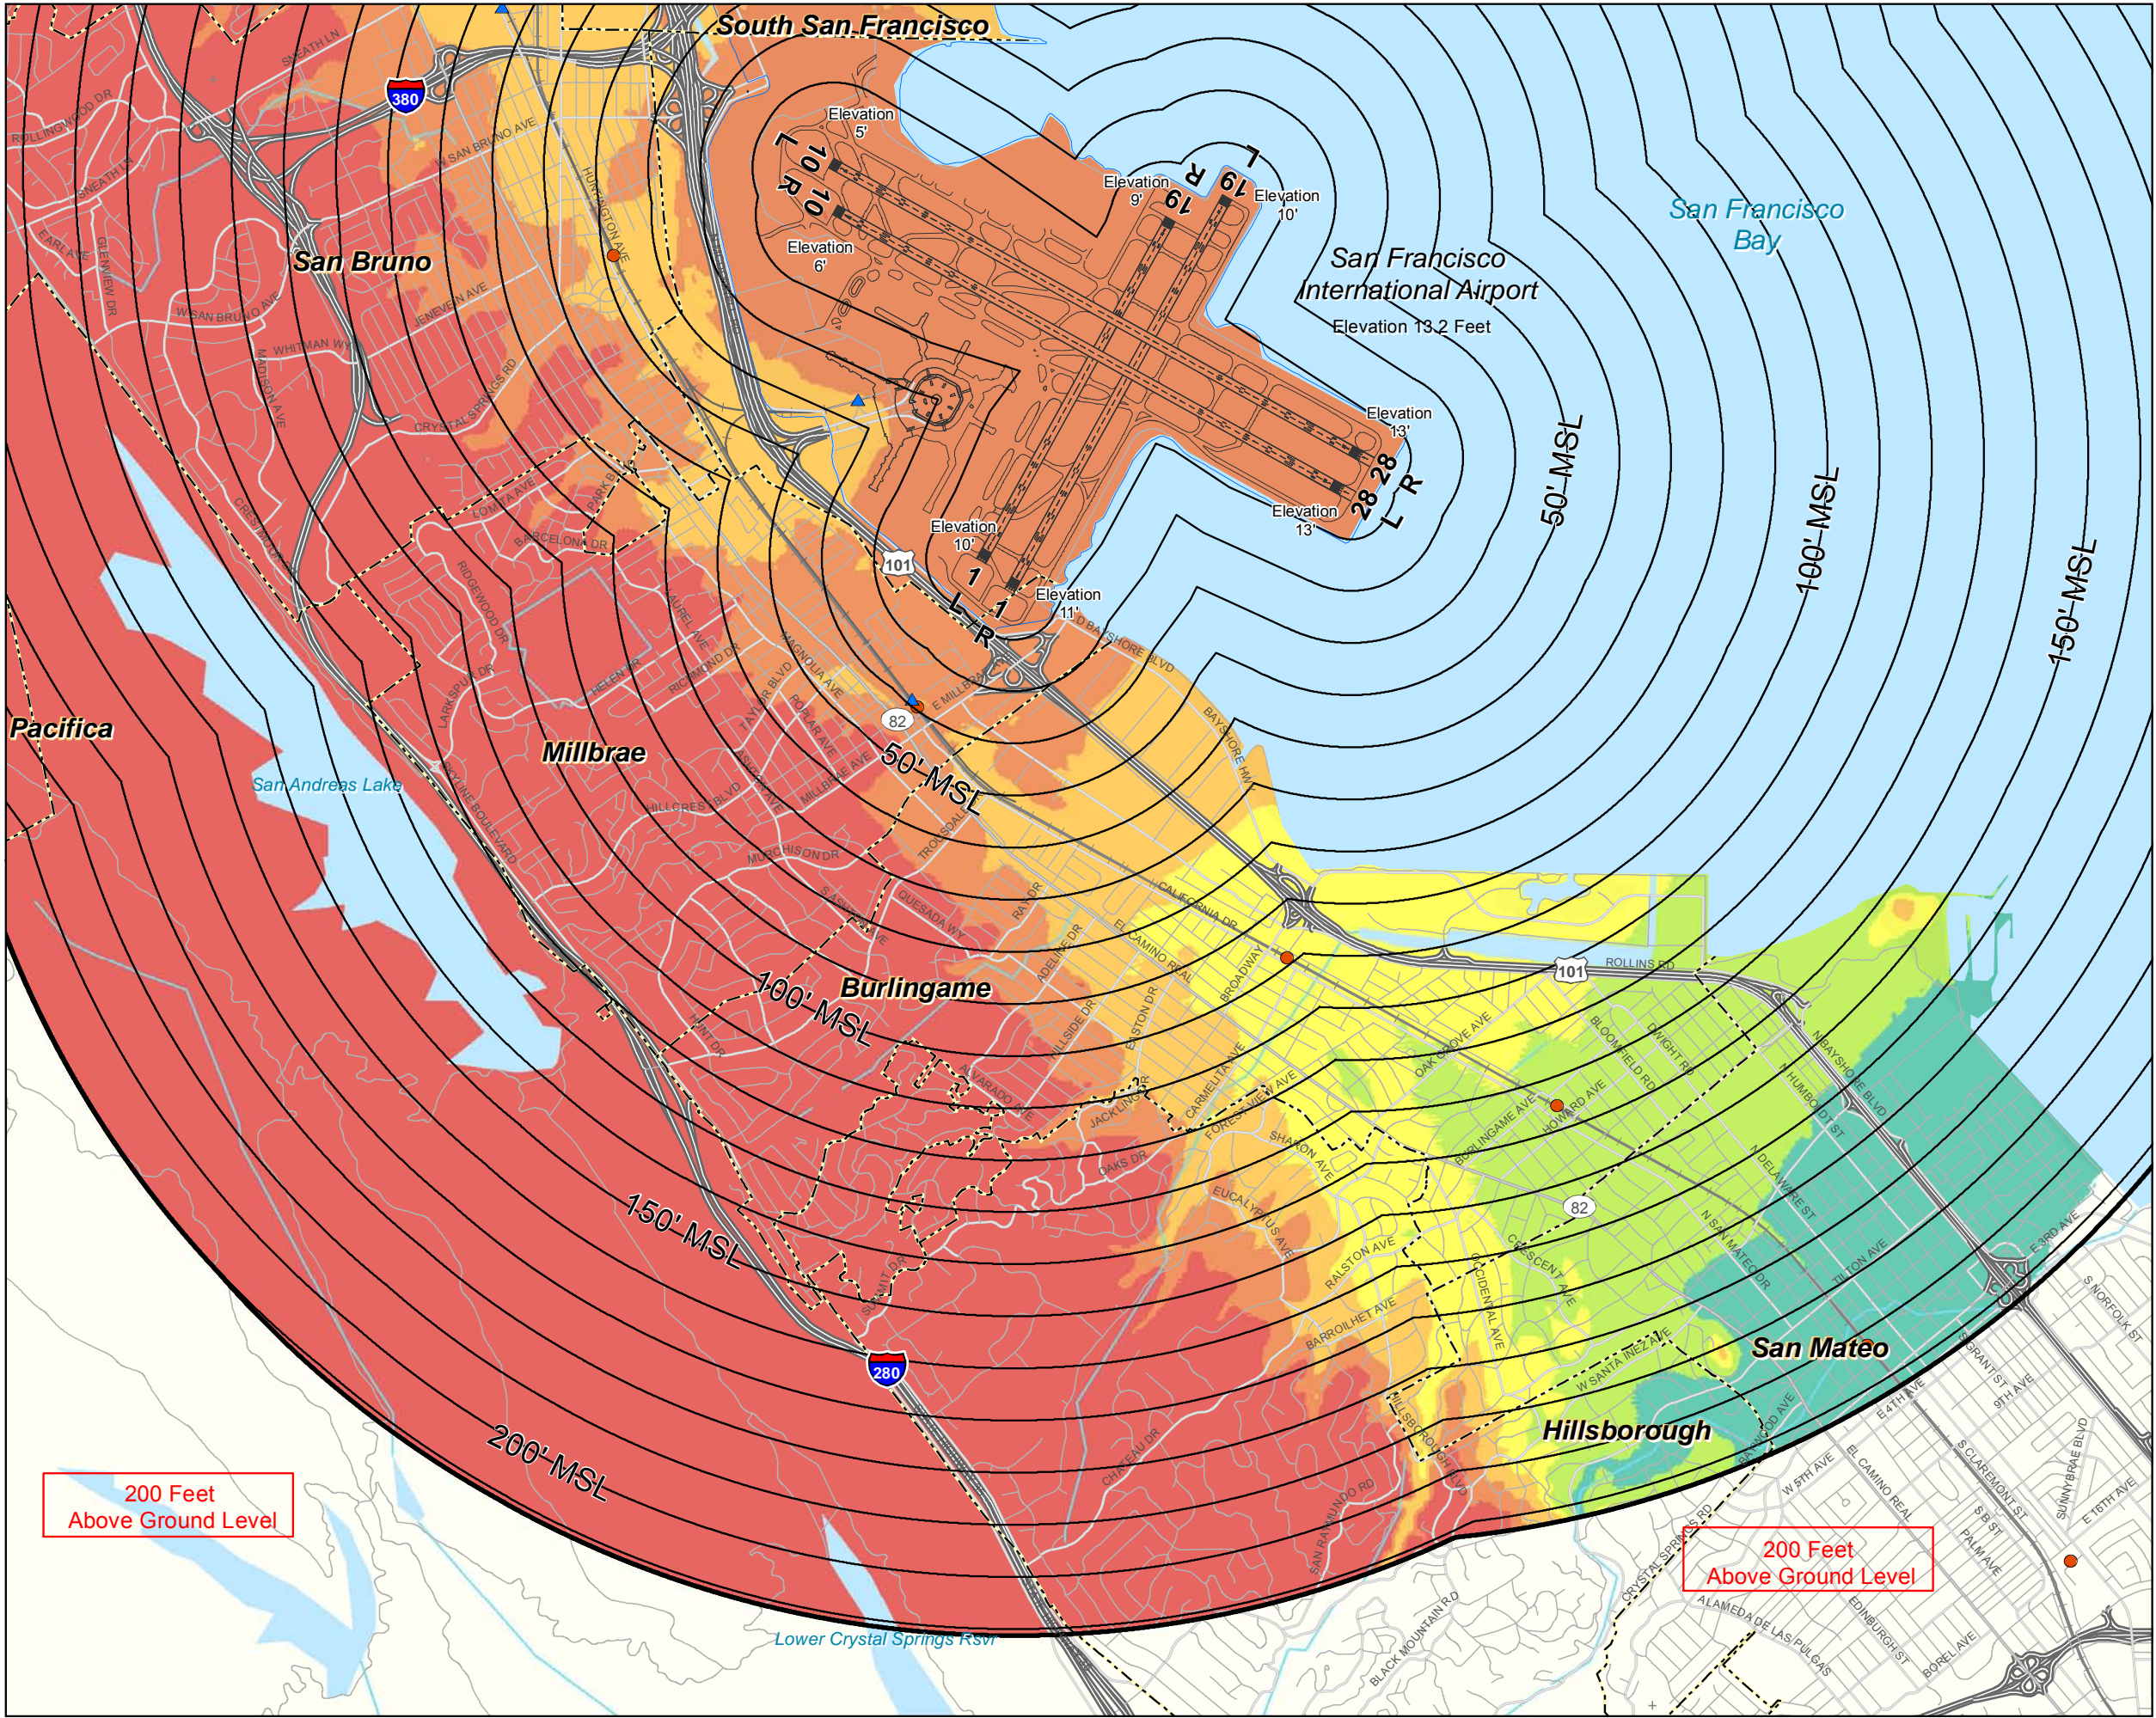 South San Francisco
SNEATH LN
380
ROLLINGWOOD DR
W SAN BRUNO AVE
SNEATH LN
Elevation
5'
L
10
R
10
Elevation
6'
Elevation
9'
R
19
L
19
Elevation
10'
San Francisco
Bay
San Francisco
International Airport
Elevation 13.2 Feet
HUNTINGTON AVE
San Bruno
EARL AVE
GLENVIEW DR
W SAN BRUNO AVE
JENEVEIN AVE
WHITMAN WY
MADISON AVE
CRYSTAL SPRINGS RD
Elevation
13'
28
R
28
L
Elevation
13'
50' MSL
100' MSL
150' MSL
LOMITA AVE
BARCELONA DR
Elevation
10'
101
1
L
1
R
Elevation
11'
RIDGEWOOD DR
LAUREL AVE
RICHMOND DR
HELEN DR
LARKSPUR DR
MAGNOLIA AVE
TAYLOR BLVD
POPLAR AVE
82
BAYSHORE HWY
Pacifica
Millbrae
50' MSL
San Andreas Lake
SKYLINE BOULEVARD
HILLCREST BLVD
ASHTON AVE
MILLBRAE AVE
MURCHISON DR
S ASHTON AVE
QUESADA WY
RAY DR
CALIFORNIA DR
EL CAMINO REAL
ADELINE DR
BROADWAY
101
ROLLINS RD
Burlingame
100' MSL
HUNT DR
HILLSIDE DR
EASTON DR
OAK GROVE AVE
BLOOMFIELD RD
DWIGHT RD
N BAYSHORE BLVD
N HUMBOLDT ST
ALVARADO AVE
JACKLING DR
CARMELITA AVE
FOREST VIEW AVE
BURLINGAME AVE
HOWARD AVE
SHARON AVE
OAKS DR
N DELAWARE ST
EUCALYPTUS AVE
82
N SAN MATEO DR
150' MSL
RALSTON AVE
CRESCENT AVE
OCCIDENTAL AVE
TILTON AVE
E 3RD AVE
SUMMIT DR
BARROILHET AVE
S NORFOLK ST
W SANTA INEZ AVE
San Mateo
280
S GRANT ST
9TH AVE
E 4TH AVE
HILLSBOROUGH BLVD
Hillsborough
200' MSL
CHATEAU DR
SAN RAYMUNDO RD
W 5TH AVE
EL CAMINO REAL
S CLAREMONT ST
SUNNYBRAE BLVD
E 16TH AVE
S B ST
PALM AVE
200 Feet
Above Ground Level
200 Feet
Above Ground Level
CRYSTAL SPRINGS RD
ALAMEDA DE LAS PULGAS
EDINBURGH ST
BOREL AVE
BLACK MOUNTAIN RD
Lower Crystal Springs Rsvr